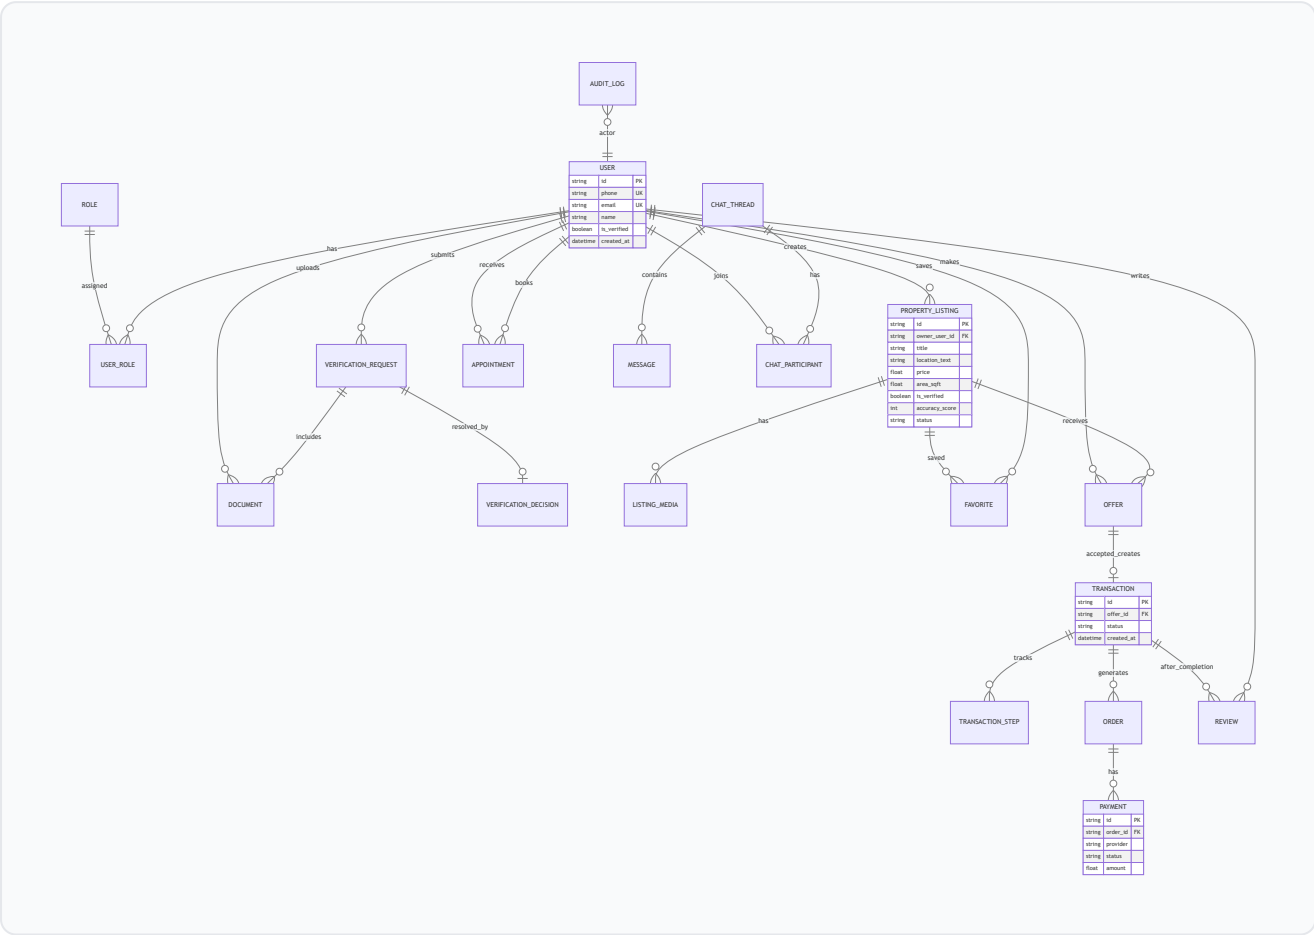 AUDIT_LOG
actor
USER
string id PK
string phone UK
string email UK
string name
boolean is_verified
datetime created_at
ROLE
CHAT_THREAD
has
uploads
submits
receives
books
contains
joins
has
creates
saves
makes
writes
assigned
USER_ROLE
VERIFICATION_REQUEST
APPOINTMENT
MESSAGE
CHAT_PARTICIPANT
PROPERTY_LISTING
string id PK
string owner_user_id FK
string title
string location_text
float price
float area_sqft
boolean is_verified
int accuracy_score
string status
includes
resolved_by
has
saved
receives
DOCUMENT
VERIFICATION_DECISION
LISTING_MEDIA
FAVORITE
OFFER
accepted_creates
TRANSACTION
string id PK
string offer_id FK
string status
datetime created_at
tracks
generates
after_completion
TRANSACTION_STEP
ORDER
REVIEW
has
PAYMENT
string id PK
string order_id FK
string provider
string status
float amount